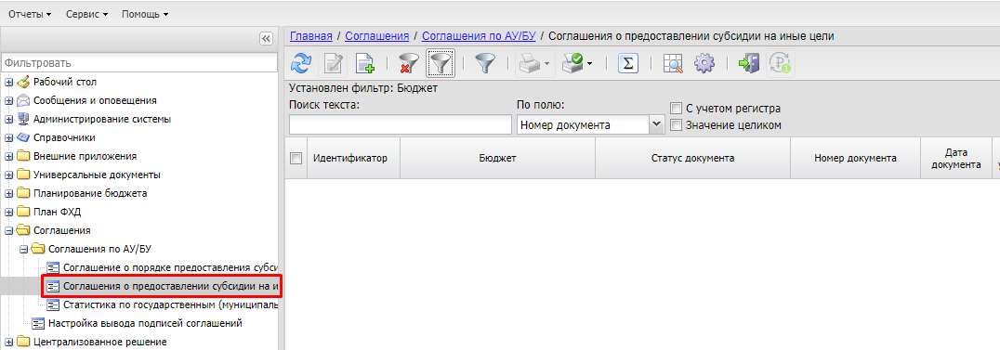 Отчеты Сервис Помощь
Главная / Соглашения / Соглашения по АУ/БУ / Соглашения о предоставлении субсидии на иные цели
Фильтровать
Рабочий стол
Сообщения и оповещения
Администрирование системы
Справочники
Внешние приложения
Универсальные документы
Планирование бюджета
План ФХД
Соглашения
Соглашения по АУ/БУ
Соглашение о порядке предоставления субси
Соглашения о предоставлении субсидии на и
Статистика по государственным (муниципаль
Настройка вывода подписей соглашений
Централизованное решение
Σ
Установлен фильтр: Бюджет
Поиск текста:
По полю:
Номер документа
С учетом регистра
Значение целиком
Идентификатор
Бюджет
Статус документа
Номер документа
Дата
документа